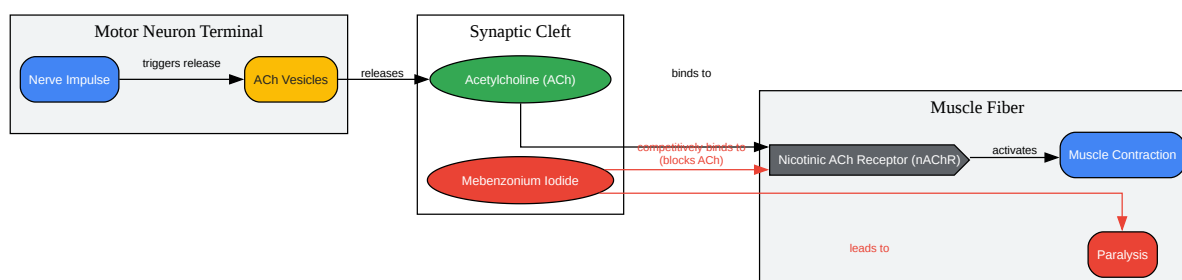 Motor Neuron Terminal
Nerve Impulse
triggers release
ACh Vesicles
releases
Synaptic Cleft
Acetylcholine (ACh)
binds to
Mebenzonium Iodide
competitively binds to
(blocks ACh)
Muscle Fiber
Nicotinic ACh Receptor (nAChR)
activates
Muscle Contraction
leads to
Paralysis